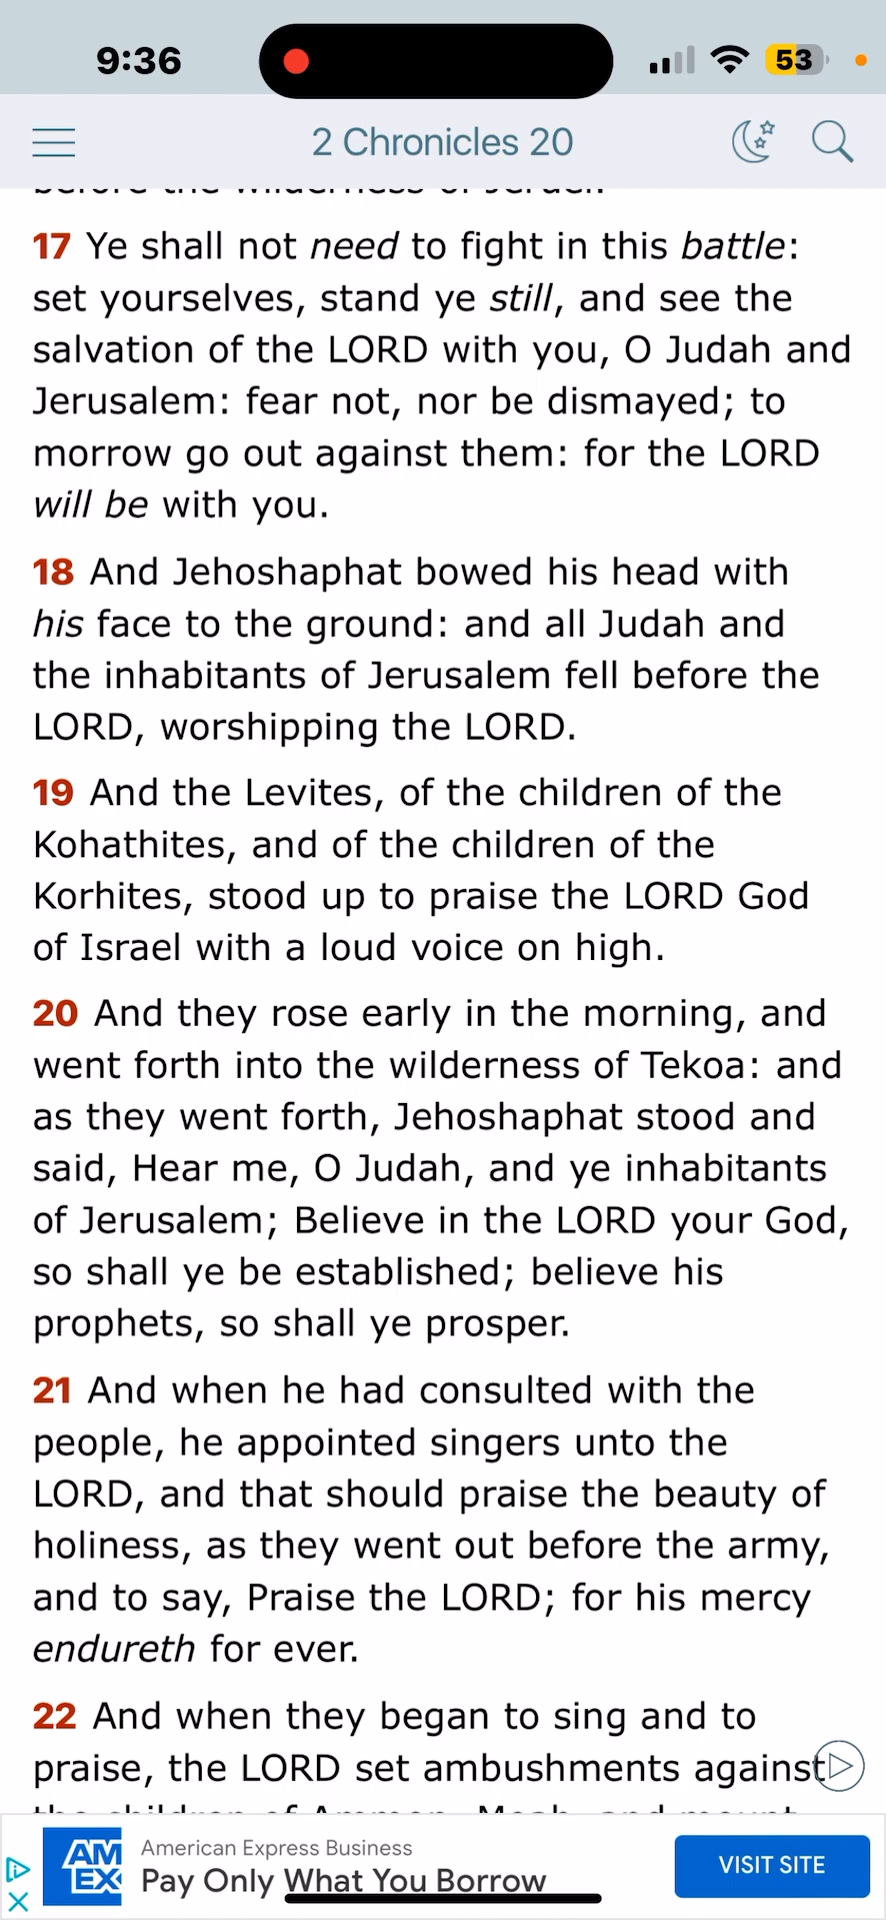 9:36
53
2 Chronicles 20
17 Ye shall not need to fight in this battle:
set yourselves, stand ye still, and see the
salvation of the LORD with you, O Judah and
Jerusalem: fear not, nor be dismayed; to
morrow go out against them: for the LORD
will be with you.
18 And Jehoshaphat bowed his head with
his face to the ground: and all Judah and
the inhabitants of Jerusalem fell before the
LORD, worshipping the LORD.
19 And the Levites, of the children of the
Kohathites, and of the children of the
Korhites, stood up to praise the LORD God
of Israel with a loud voice on high.
20 And they rose early in the morning, and
went forth into the wilderness of Tekoa: and
as they went forth, Jehoshaphat stood and
said, Hear me, O Judah, and ye inhabitants
of Jerusalem; Believe in the LORD your God,
so shall ye be established; believe his
prophets, so shall ye prosper.
21 And when he had consulted with the
people, he appointed singers unto the
LORD, and that should praise the beauty of
holiness, as they went out before the army,
and to say, Praise the LORD; for his mercy
endureth for ever.
22 And when they began to sing and to
praise, the LORD set ambushments against
the children of Ammon, Moab, and mount
AM
EX
American Express Business
Pay Only What You Borrow
VISIT SITE